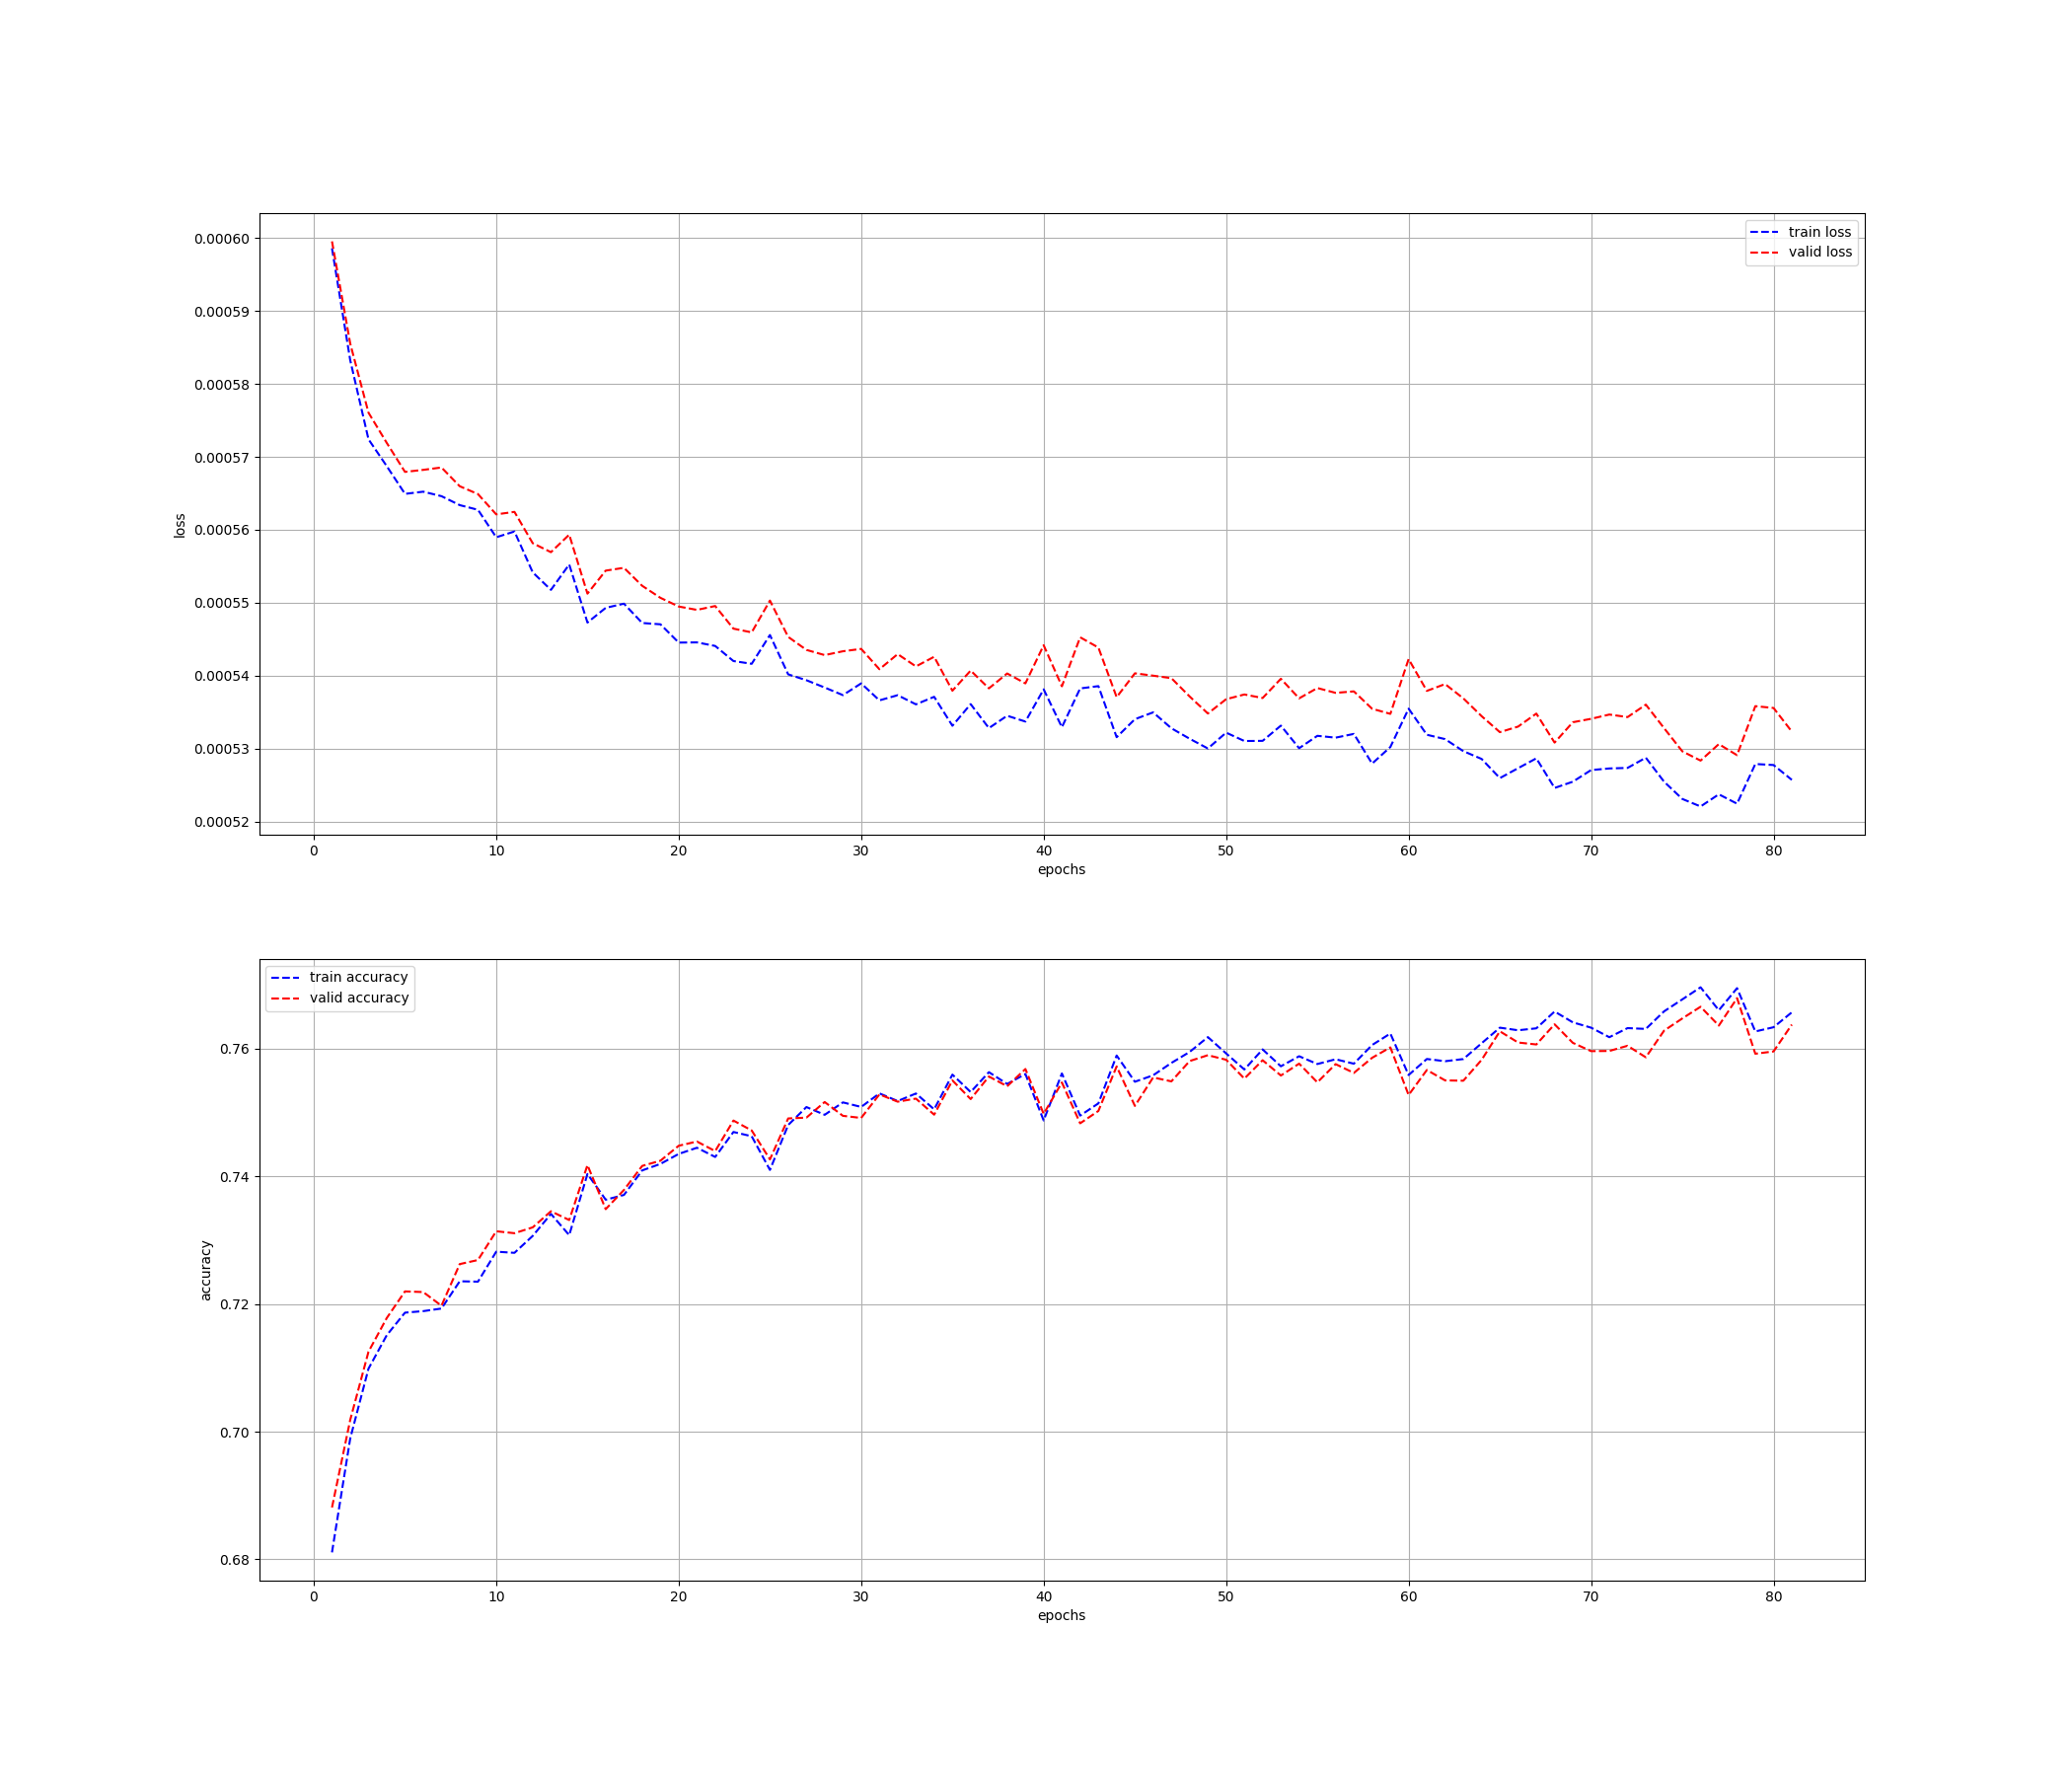 0.00060
0.00059
0.00058
0.00057
0.00056
0.00055
0.00054
0.00053
0.00052
loss
train loss
valid loss
0 10 20 30 40 50 60 70 80
epochs
train accuracy
valid accuracy
0.76
0.74
0.72
0.70
0.68
accuracy
0 10 20 30 40 50 60 70 80
epochs